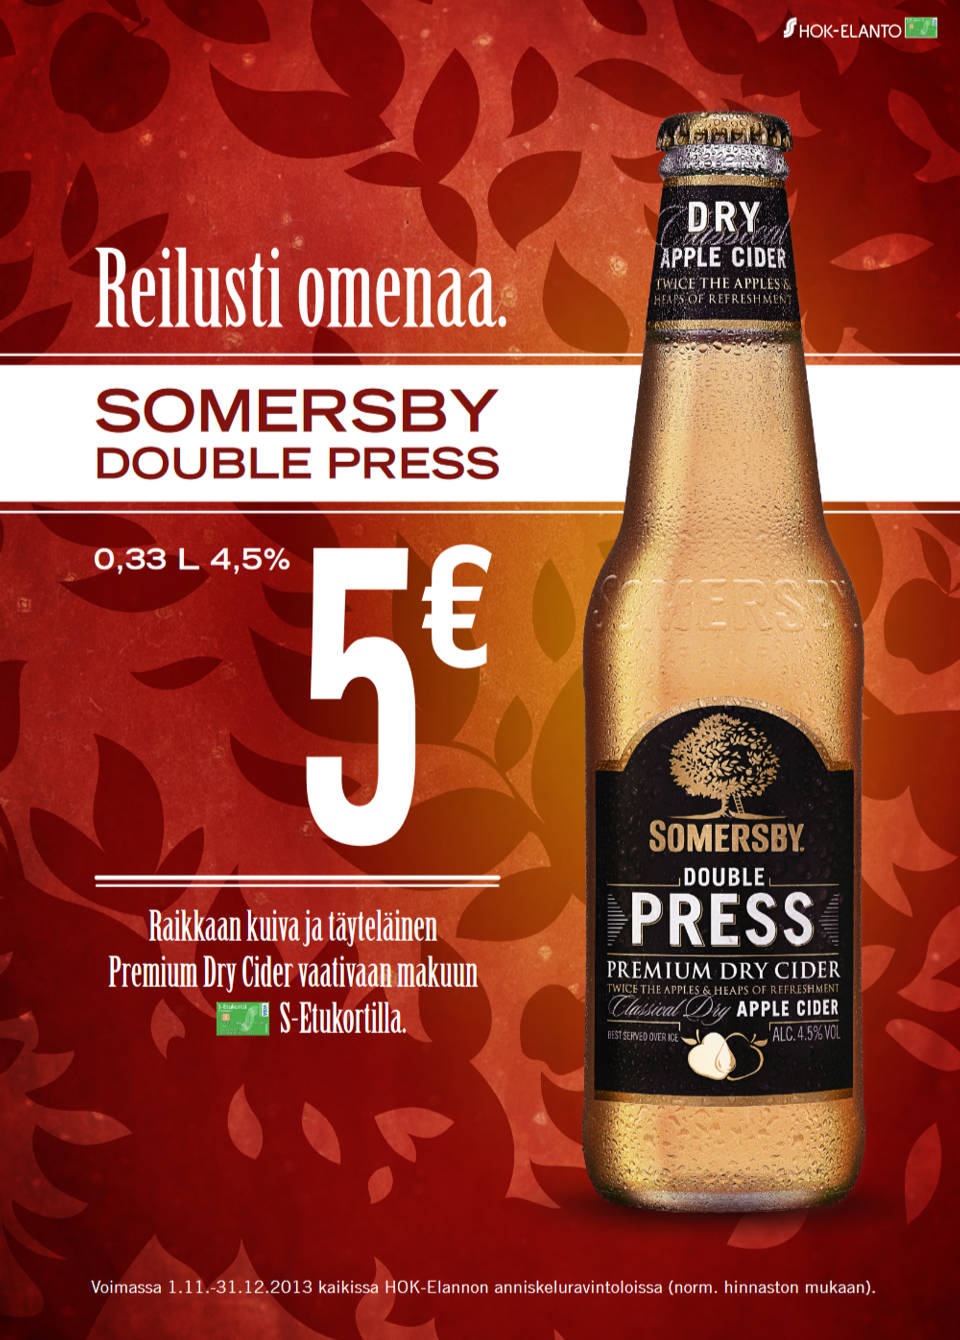 HOK-ELANTO
Reilusti omenaa.
SOMERSBY
DOUBLE PRESS
0,33 L 4,5%
5€
Raikkaan kuiva ja täyteläinen
Premium Dry Cider vaativaan makuun
S-Etukortilla.
DRY
Classical
APPLE CIDER
TWICE THE APPLES &
HEAPS OF REFRESHMENT
SOMERSBY
SOMERSBY.
DOUBLE
PRESS
PREMIUM DRY CIDER
TWICE THE APPLES & HEAPS OF REFRESHMENT
Classical Dry APPLE CIDER
BEST SERVED OVER ICE
ALC. 4.5% VOL
Voimassa 1.11.-31.12.2013 kaikissa HOK-Elannon anniskeluravintoloissa (norm. hinnaston mukaan).